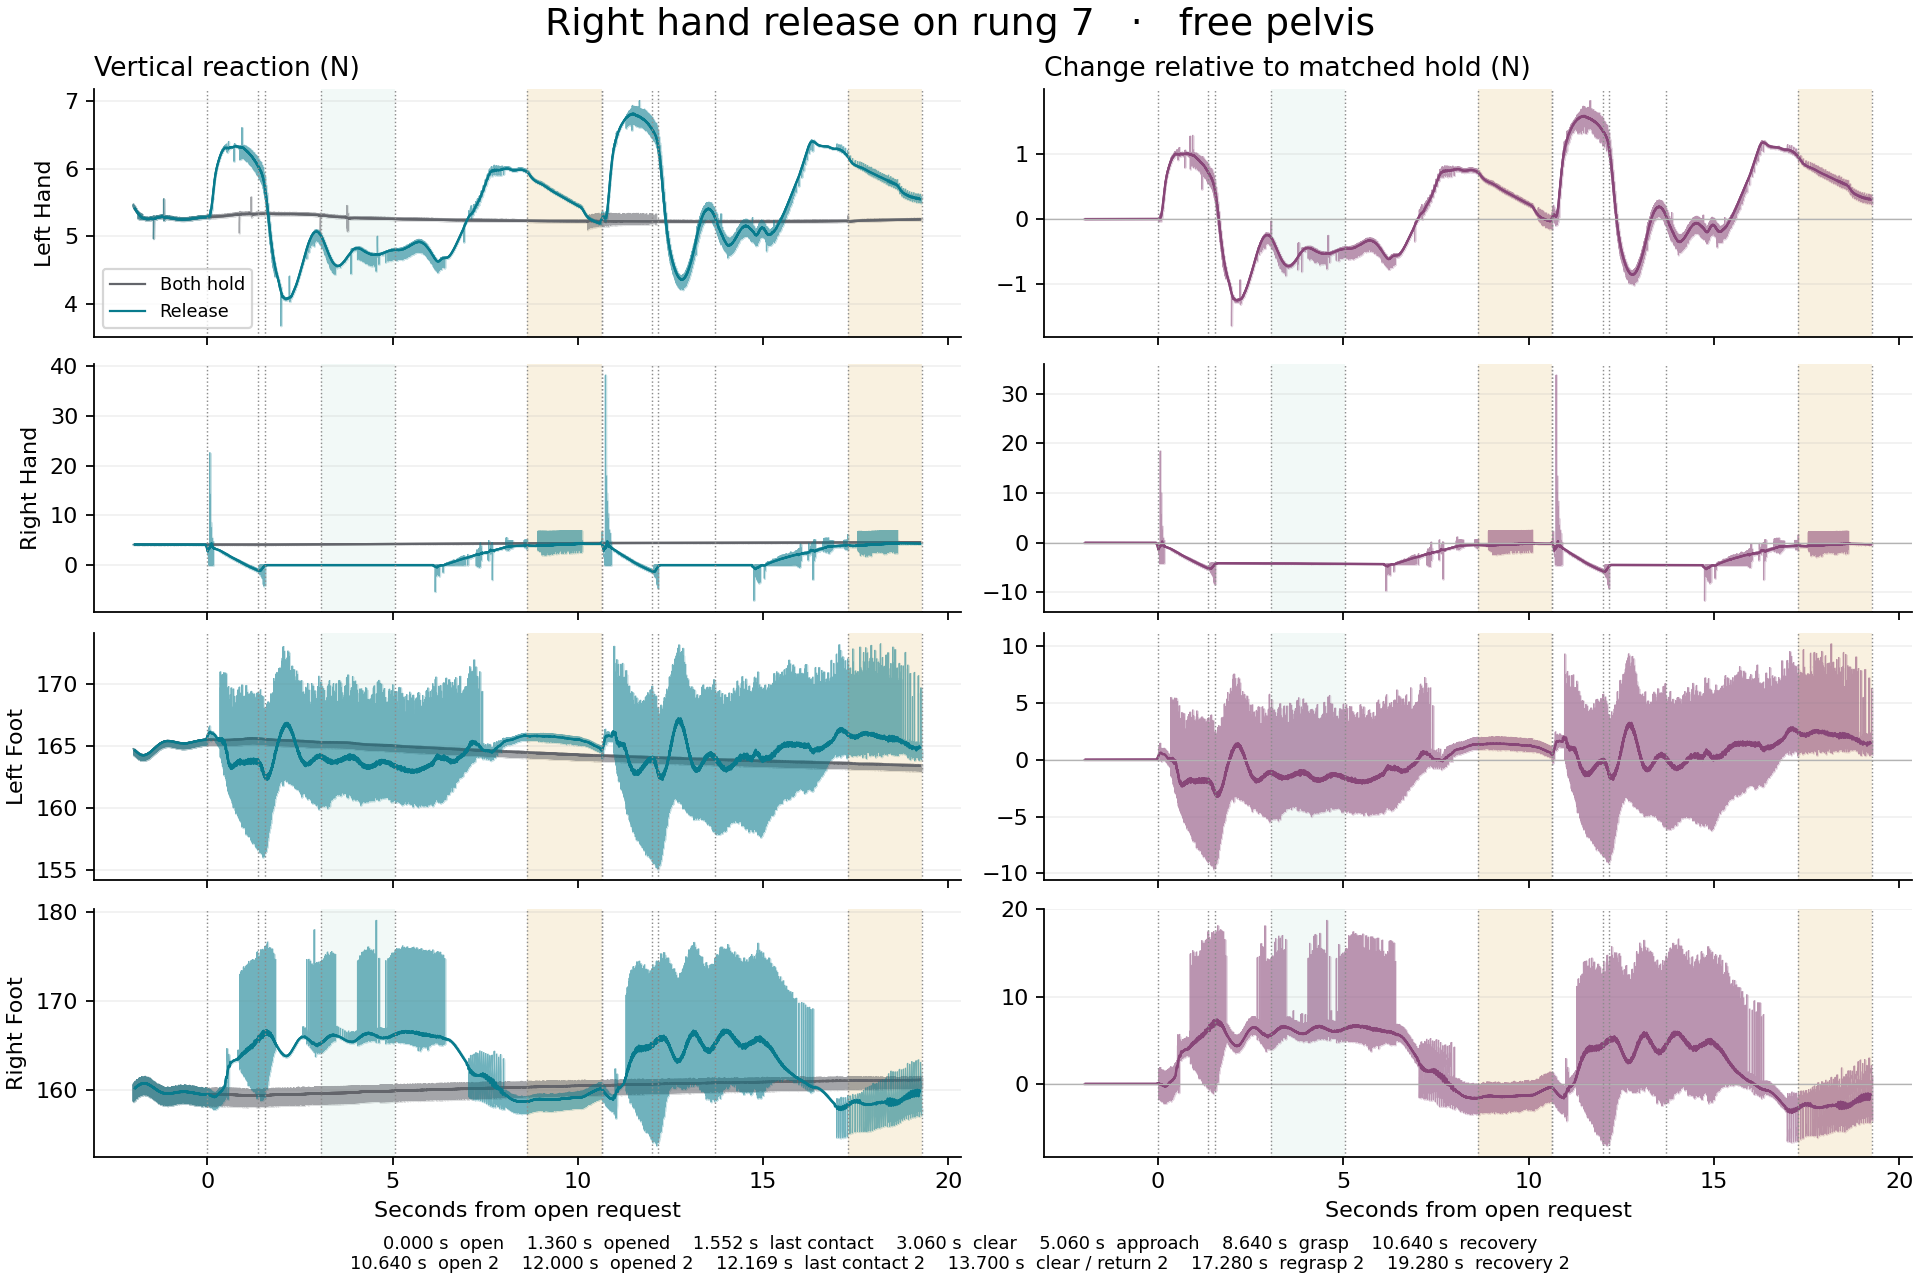 Right hand release on rung 7 · free pelvis
Vertical reaction (N)
Change relative to matched hold (N)
Left Hand
7
6
5
4
Both hold
Release
1
0
−1
Right Hand
40
30
20
10
0
30
20
10
0
−10
Left Foot
170
165
160
155
10
5
0
−5
−10
Right Foot
180
170
160
20
10
0
0 5 10 15 20
0 5 10 15 20
Seconds from open request
Seconds from open request
0.000 s open 1.360 s opened 1.552 s last contact 3.060 s clear 5.060 s approach 8.640 s grasp 10.640 s recovery
10.640 s open 2 12.000 s opened 2 12.169 s last contact 2 13.700 s clear / return 2 17.280 s regrasp 2 19.280 s recovery 2